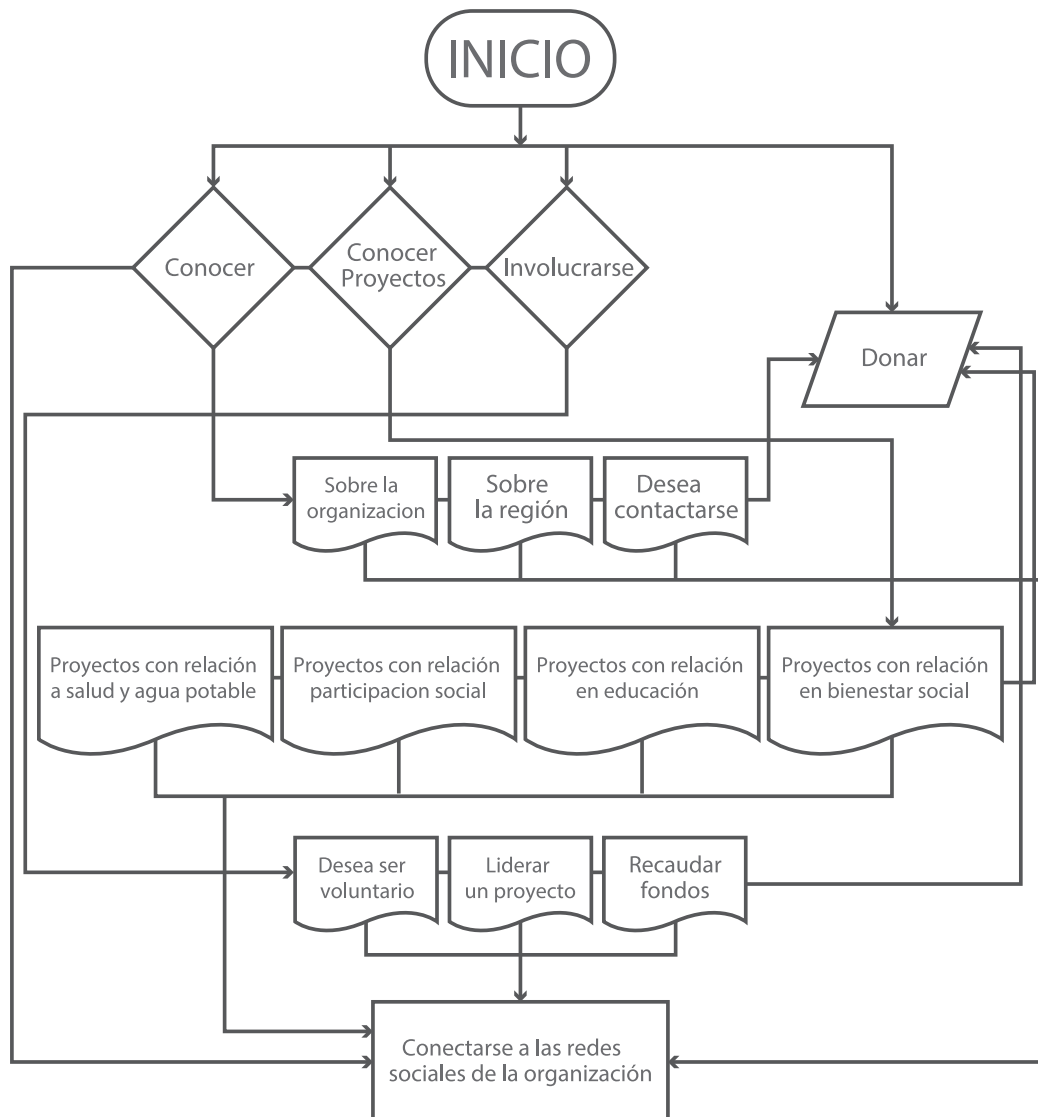 INICIO
Conocer
Conocer
Proyectos
Involucrarse
Donar
Sobre la
organizacion
Sobre
la región
Desea
contactarse
Proyectos con relación
a salud y agua potable
Proyectos con relación
participacion social
Proyectos con relación
en educación
Proyectos con relación
en bienestar social
Desea ser
voluntario
Liderar
un proyecto
Recaudar
fondos
Conectarse a las redes
sociales de la organización